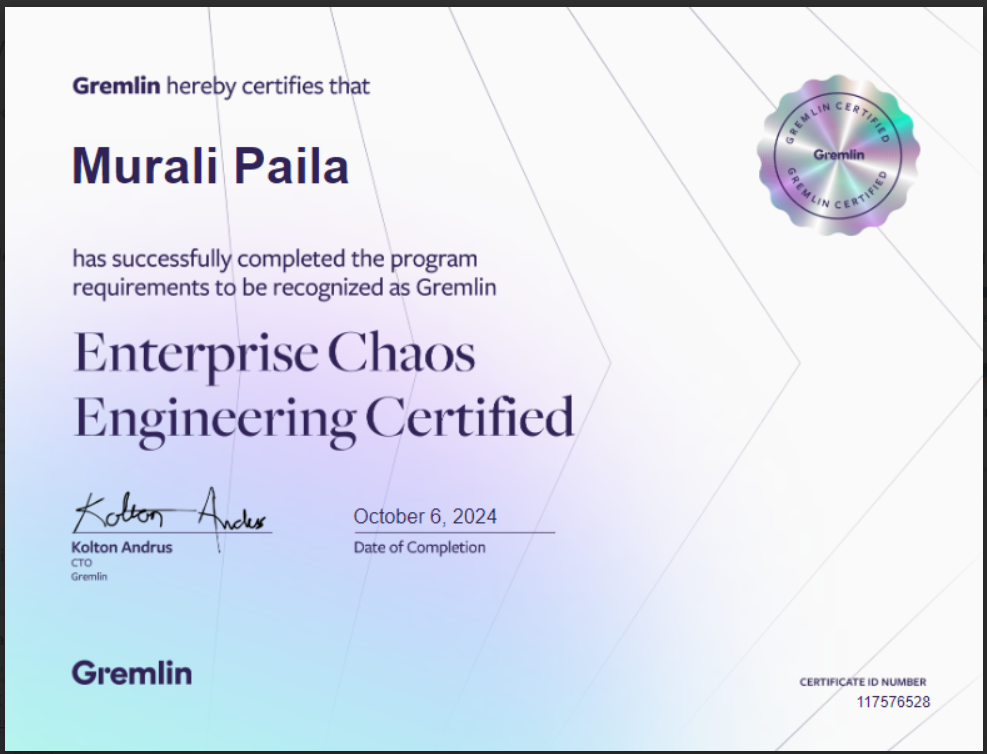 Gremlin hereby certifies that
GREMLIN CERTIFIED
Gremlin
GREMLIN CERTIFIED
Murali Paila
has successfully completed the program
requirements to be recognized as Gremlin
Enterprise Chaos
Engineering Certified
Kolton Andrus
October 6, 2024
Kolton Andrus
Date of Completion
CTO
Gremlin
Gremlin
CERTIFICATE ID NUMBER
117576528